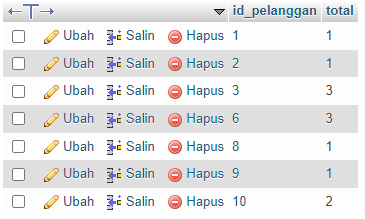 id_pelanggan total
Ubah Salin Hapus 1 1
Ubah Salin Hapus 2 1
Ubah Salin Hapus 3 3
Ubah Salin Hapus 6 3
Ubah Salin Hapus 8 1
Ubah Salin Hapus 9 1
Ubah Salin Hapus 10 2